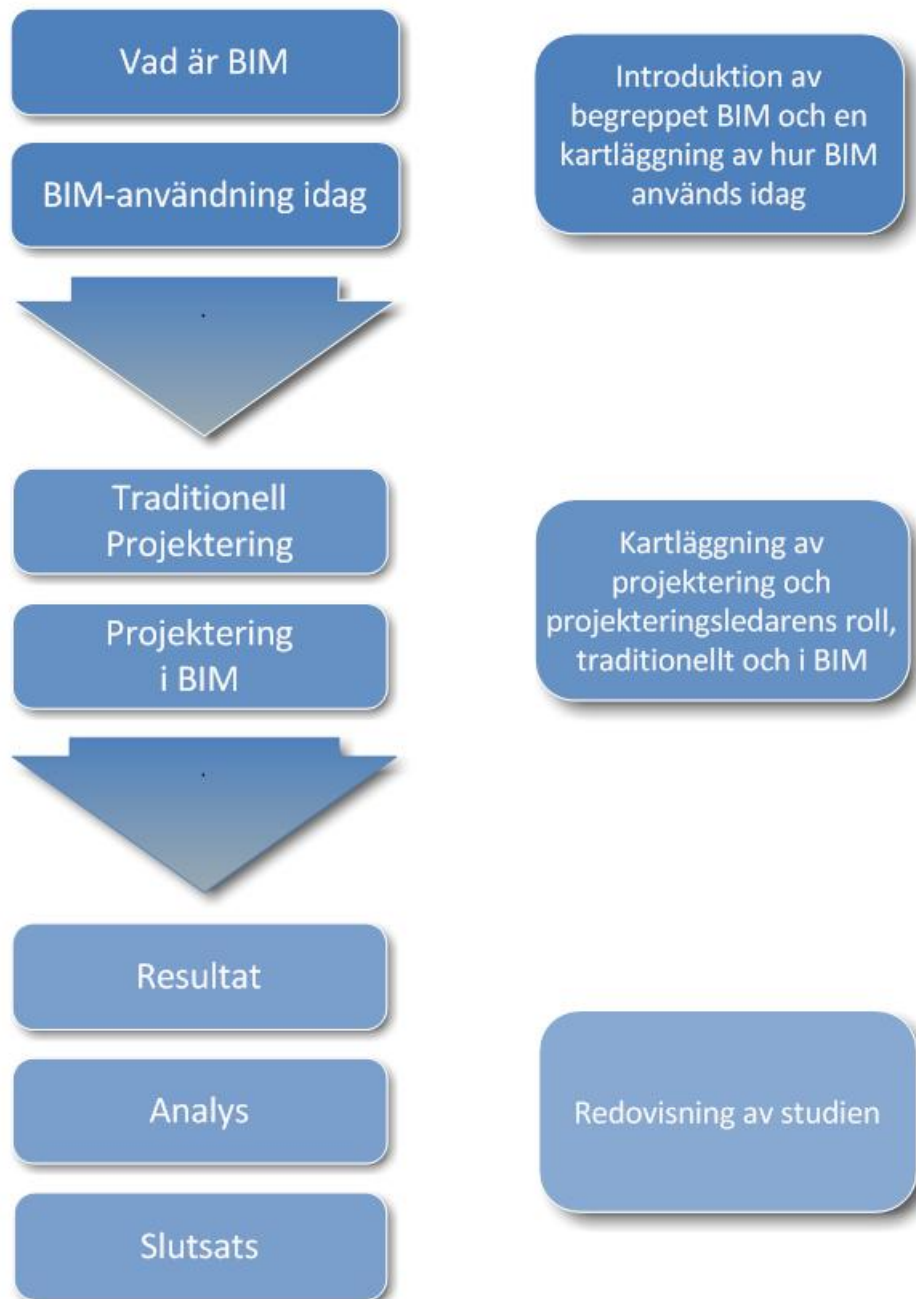 Vad är BIM
BIM-användning idag
Introduktion av
begreppet BIM och en
kartläggning av hur BIM
används idag
Traditionell
Projektering
Projektering
i BIM
Kartläggning av
projektering och
projekteringsledarens roll,
traditionellt och i BIM
Resultat
Analys
Slutsats
Redovisning av studien